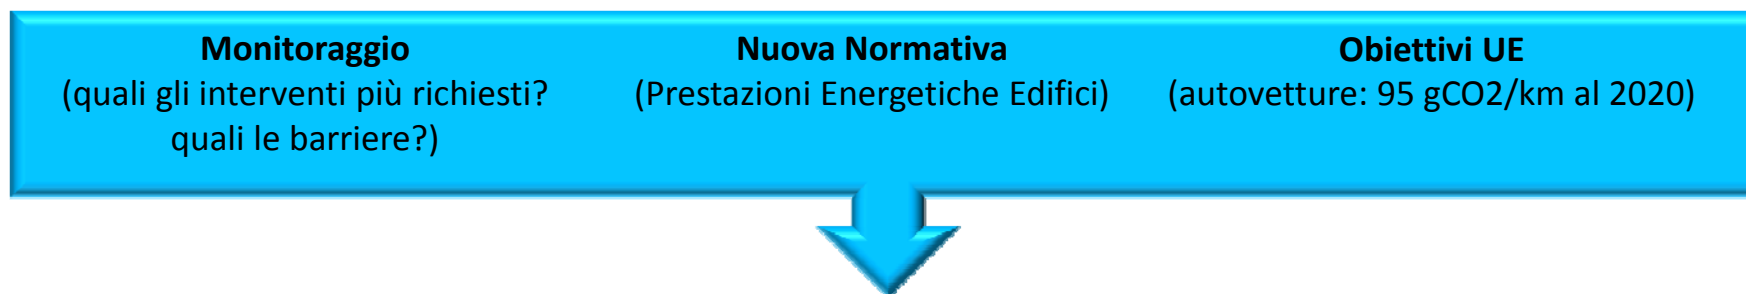 Monitoraggio
(quali gli interventi più richiesti?
quali le barriere?)
Nuova Normativa
(Prestazioni Energetiche Edifici)
Obiettivi UE
(autovetture: 95 gCO2/km al 2020)